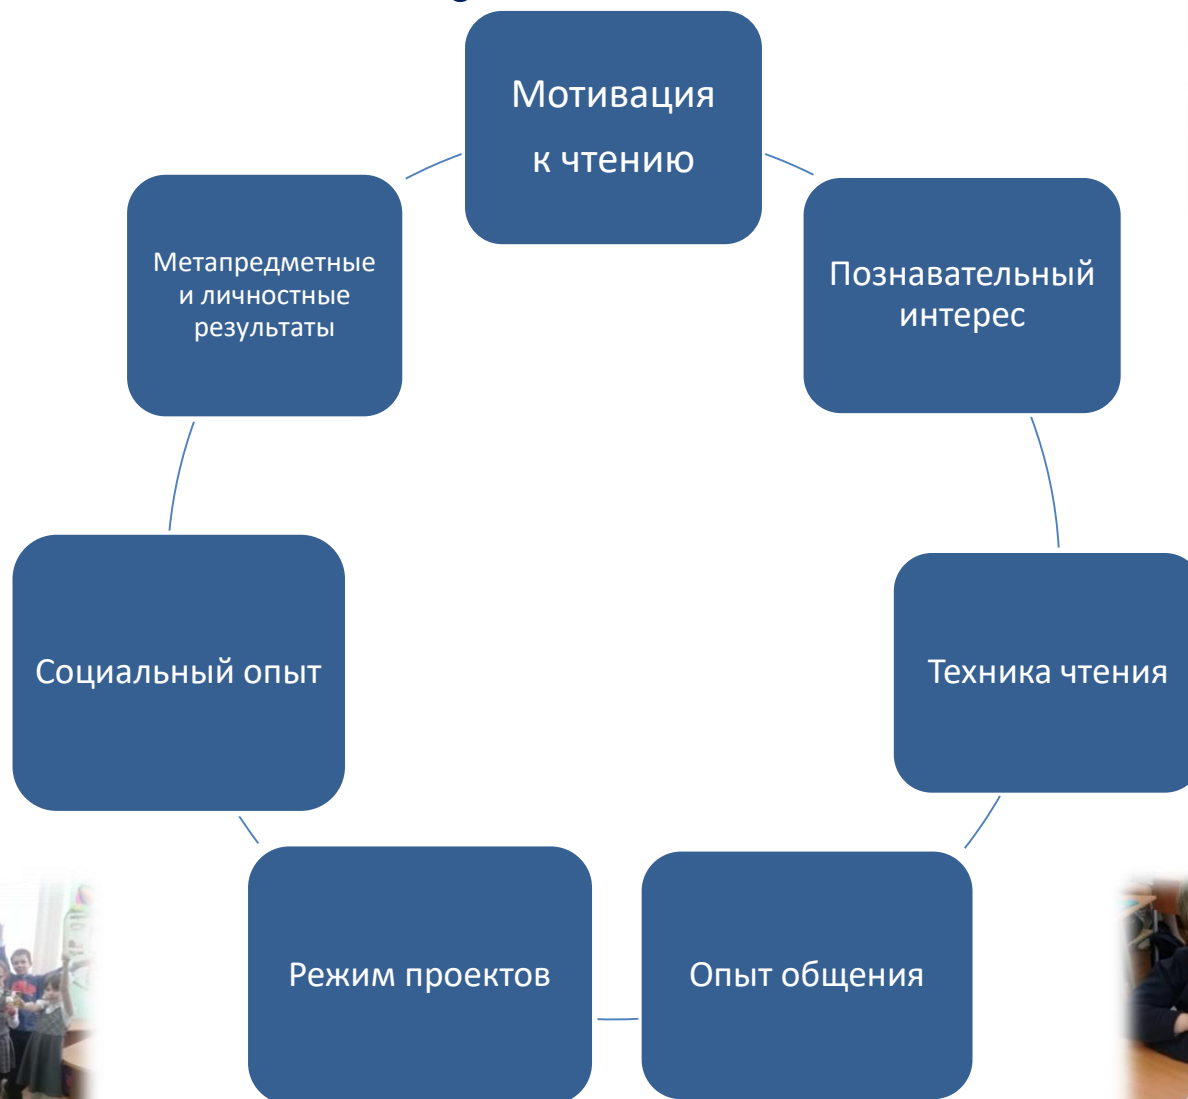 Мотивация
к чтению
Познавательный
интерес
Техника чтения
Опыт общения
Режим проектов
Социальный опыт
Метапредметные
и личностные
результаты